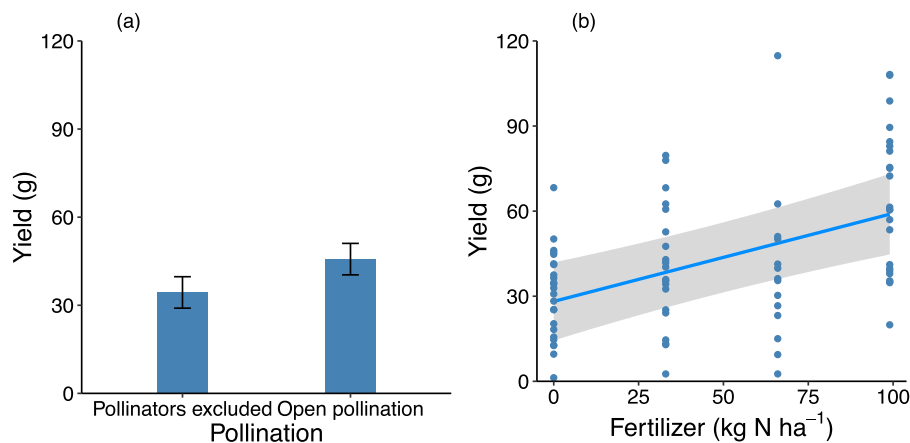 (a)
Yield (g)
120
90
60
30
0
Pollinators excluded Open pollination
Pollination
(b)
Yield (g)
120
90
60
30
0
0 25 50 75 100
Fertilizer (kg N ha⁻¹)